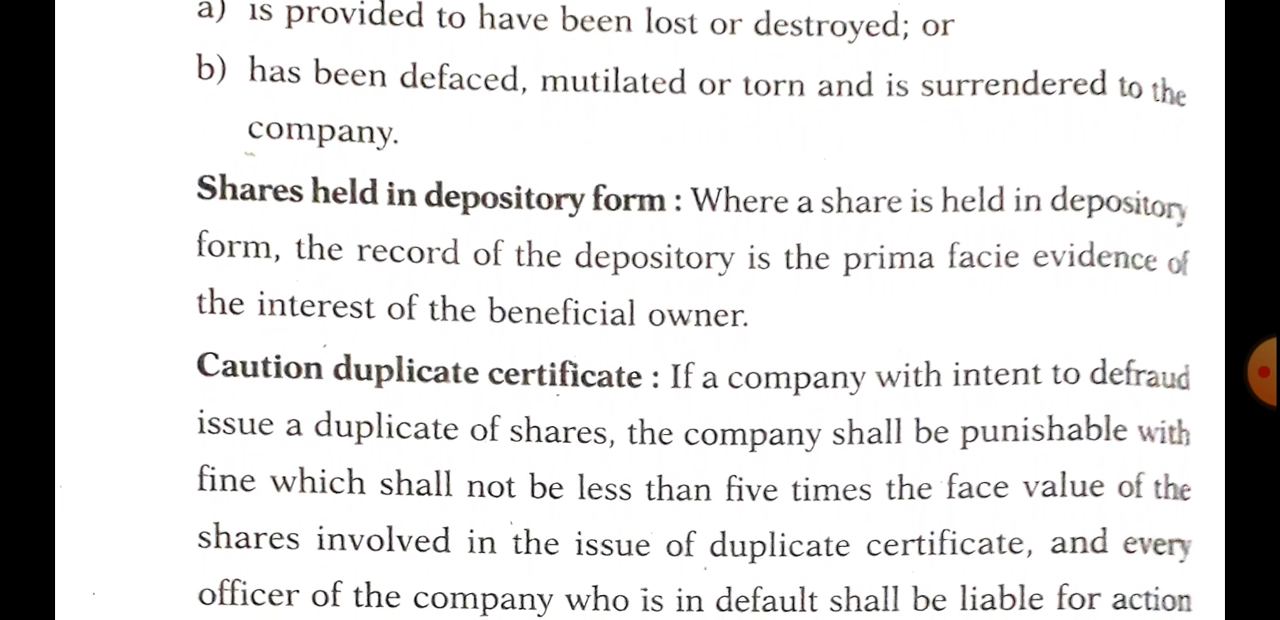 a) is provided to have been lost or destroyed; or
b) has been defaced, mutilated or torn and is surrendered to the
company.
Shares held in depository form : Where a share is held in depository
form, the record of the depository is the prima facie evidence of
the interest of the beneficial owner.
Caution duplicate certificate : If a company with intent to defraud
issue a duplicate of shares, the company shall be punishable with
fine which shall not be less than five times the face value of the
shares involved in the issue of duplicate certificate, and every
officer of the company who is in default shall be liable for action